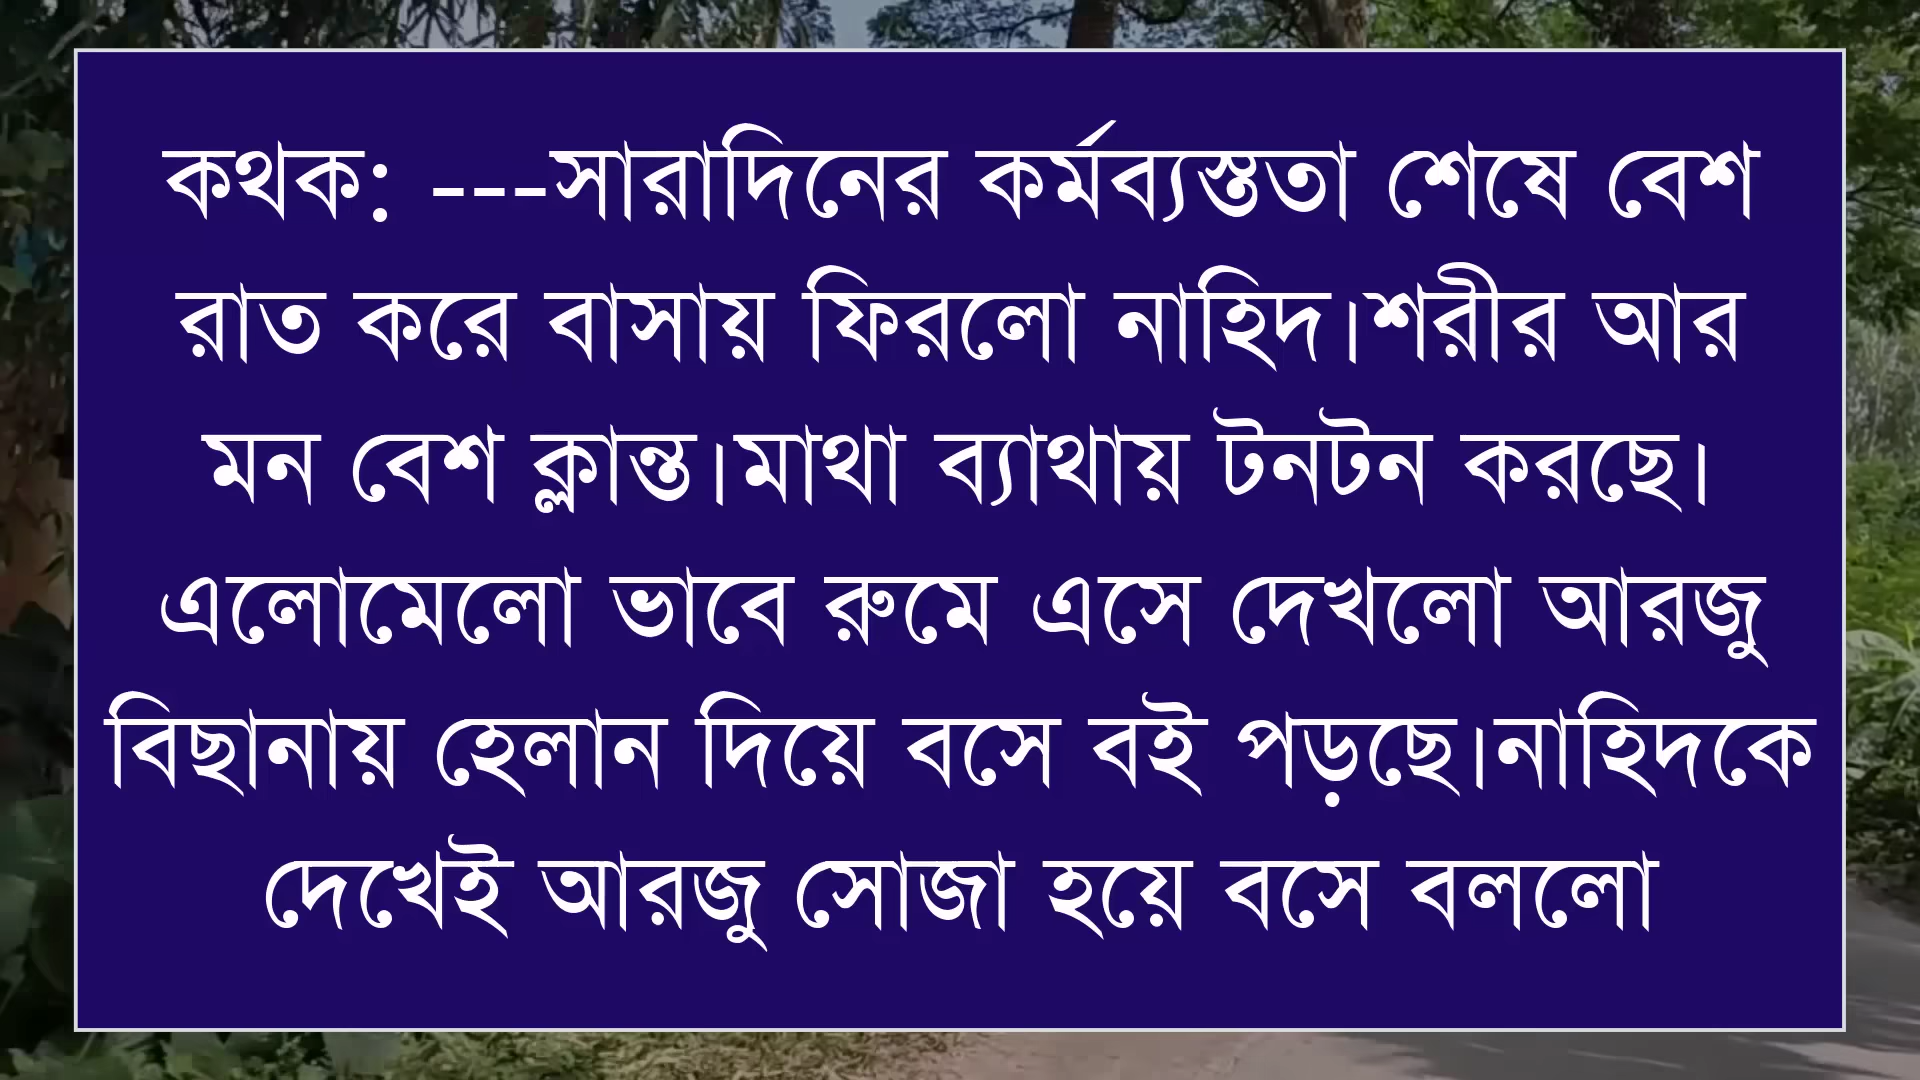 কথক: ---সারাদিনের কর্মব্যস্ততা শেষে বেশ
রাত করে বাসায় ফিরলো নাহিদ।শরীর আর
মন বেশ ক্লান্ত।মাথা ব্যাথায় টনটন করছে।
এলোমেলো ভাবে রুমে এসে দেখলো আরজু
বিছানায় হেলান দিয়ে বসে বই পড়ছে।নাহিদকে
দেখেই আরজু সোজা হয়ে বসে বললো